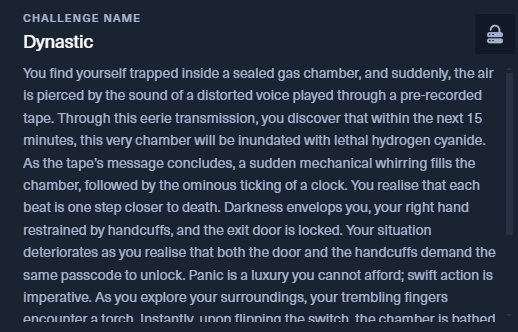 CHALLENGE NAME
Dynastic
You find yourself trapped inside a sealed gas chamber, and suddenly, the air
is pierced by the sound of a distorted voice played through a pre-recorded
tape. Through this eerie transmission, you discover that within the next 15
minutes, this very chamber will be inundated with lethal hydrogen cyanide.
As the tape's message concludes, a sudden mechanical whirring fills the
chamber, followed by the ominous ticking of a clock. You realise that each
beat is one step closer to death. Darkness envelops you, your right hand
restrained by handcuffs, and the exit door is locked. Your situation
deteriorates as you realise that both the door and the handcuffs demand the
same passcode to unlock. Panic is a luxury you cannot afford; swift action is
imperative. As you explore your surroundings, your trembling fingers
encounter a torch. Instantly, upon flipping the switch, the chamber is bathed